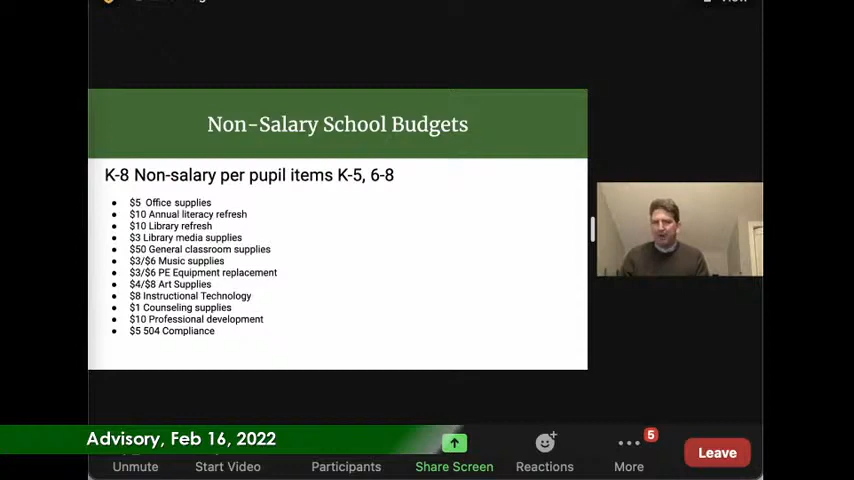 Non-Salary School Budgets
K-8 Non-salary per pupil items K-5, 6-8
$5 Office supplies
$10 Annual literacy refresh
$10 Library refresh
$3 Library media supplies
$50 General classroom supplies
$3/$6 Music supplies
$3/$6 PE Equipment replacement
$4/$8 Art Supplies
$8 Instructional Technology
$1 Counseling supplies
$10 Professional development
$5 504 Compliance
Advisory, Feb 16, 2022
5
Unmute
Start Video
Participants
Share Screen
Reactions
More
Leave